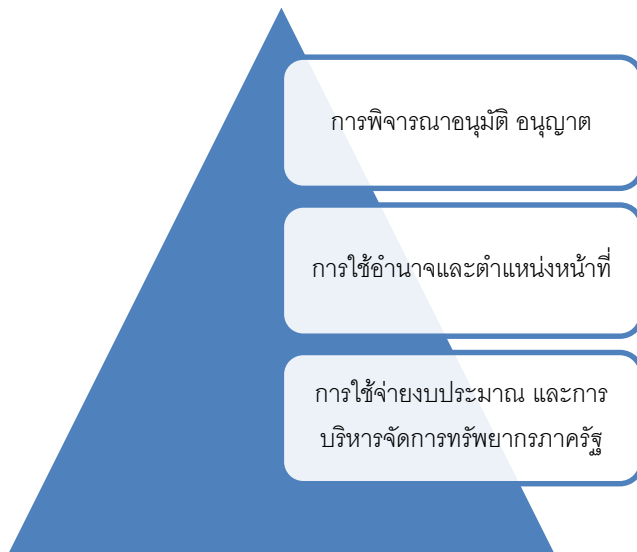 การพิจารณาอนุมัติ อนุญาต
การใช้อำนาจและตำแหน่งหน้าที่
การใช้จ่ายงบประมาณ และการ
บริหารจัดการทรัพยากรภาครัฐ